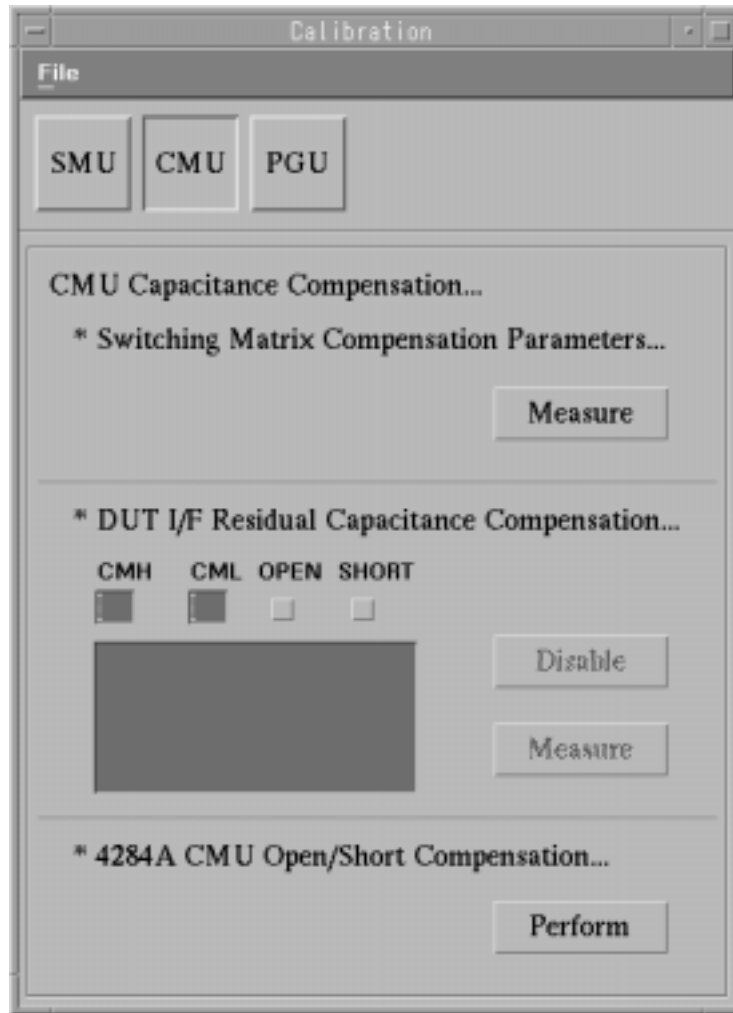 Calibration
File
SMU CMU PGU
CMU Capacitance Compensation...
* Switching Matrix Compensation Parameters...
Measure
* DUT I/F Residual Capacitance Compensation...
CMH CML OPEN SHORT
Disable
Measure
* 4284A CMU Open/Short Compensation...
Perform